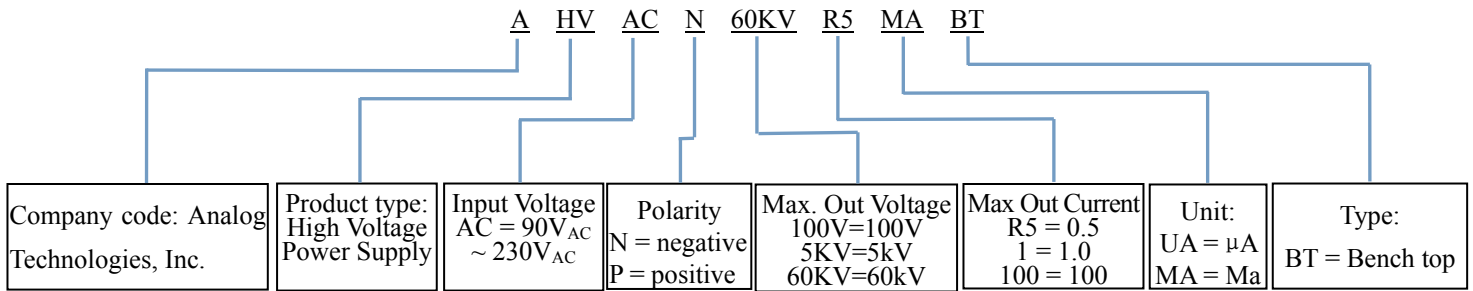 A HV AC N 60KV R5 MA BT
Company code: Analog
Technologies, Inc.
Product type:
High Voltage
Power Supply
Input Voltage
AC = 90VAC
~ 230VAC
Polarity
N = negative
P = positive
Max. Out Voltage
100V=100V
5KV=5kV
60KV=60kV
Max Out Current
R5 = 0.5
1 = 1.0
100 = 100
Unit:
UA = μA
MA = Ma
Type:
BT = Bench top